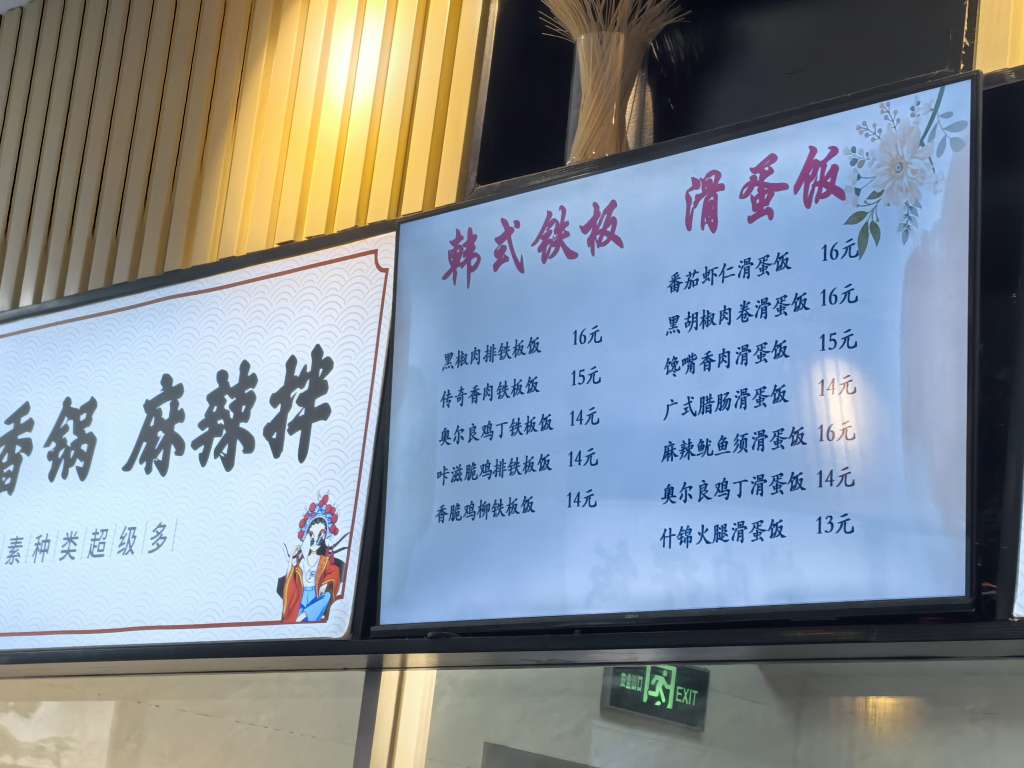 香锅 麻辣拌
素种类超级多
韩式铁板
黑椒肉排铁板饭 16元
传奇香肉铁板饭 15元
奥尔良鸡丁铁板饭 14元
咔滋脆鸡排铁板饭 14元
香脆鸡柳铁板饭 14元
滑蛋饭
番茄虾仁滑蛋饭 16元
黑胡椒肉卷滑蛋饭 16元
馋嘴香肉滑蛋饭 15元
广式腊肠滑蛋饭 14元
麻辣鱿鱼须滑蛋饭 16元
奥尔良鸡丁滑蛋饭 14元
什锦火腿滑蛋饭 13元
安全出口 EXIT